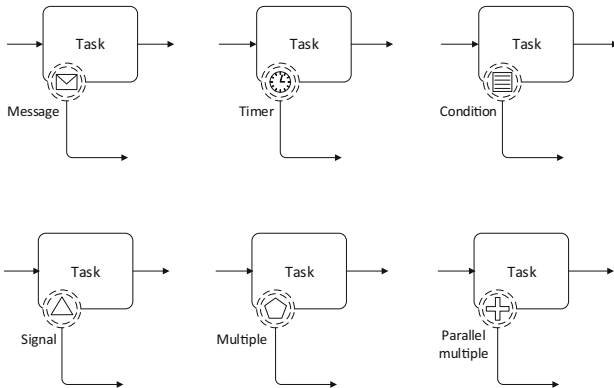 Task
Task
Task
Message
Timer
Condition
Task
Task
Task
Signal
Multiple
Parallel
multiple